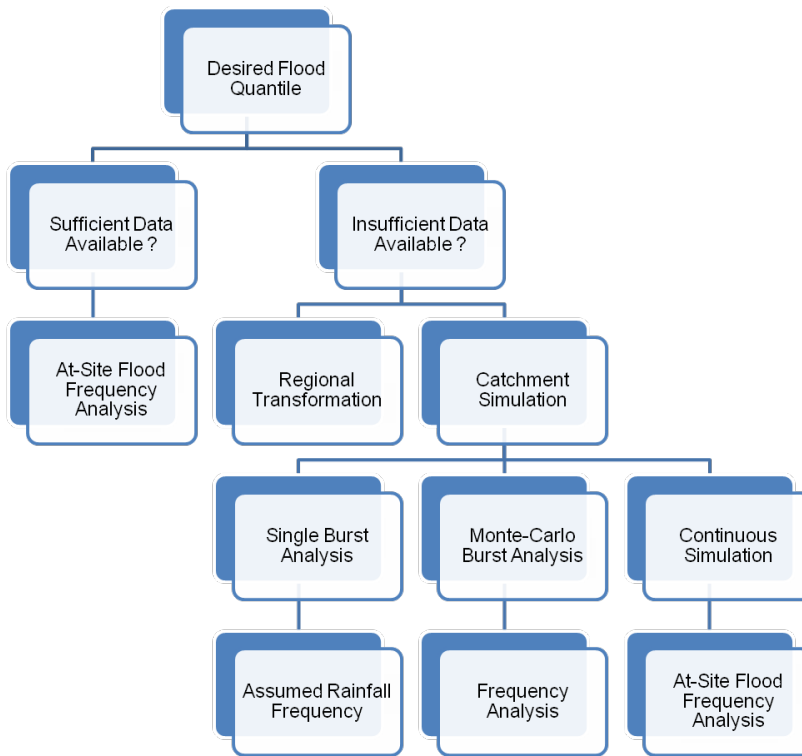 Desired Flood
Quantile
Sufficient Data
Available ?
Insufficient Data
Available ?
At-Site Flood
Frequency
Analysis
Regional
Transformation
Catchment
Simulation
Single Burst
Analysis
Monte-Carlo
Burst Analysis
Continuous
Simulation
Assumed Rainfall
Frequency
Frequency
Analysis
At-Site Flood
Frequency
Analysis